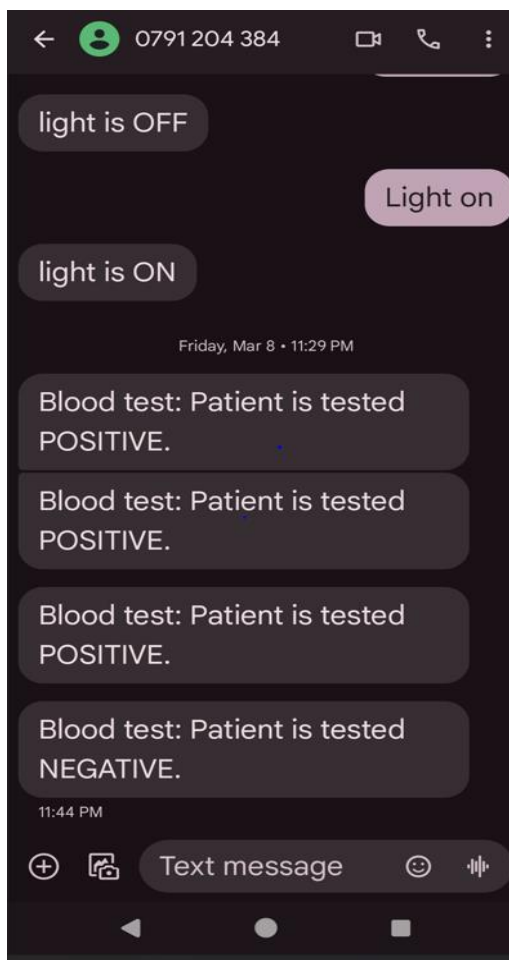 0791 204 384
light is OFF
Light on
light is ON
Friday, Mar 8 • 11:29 PM
Blood test: Patient is tested
POSITIVE.
Blood test: Patient is tested
POSITIVE.
Blood test: Patient is tested
POSITIVE.
Blood test: Patient is tested
NEGATIVE.
11:44 PM
Text message